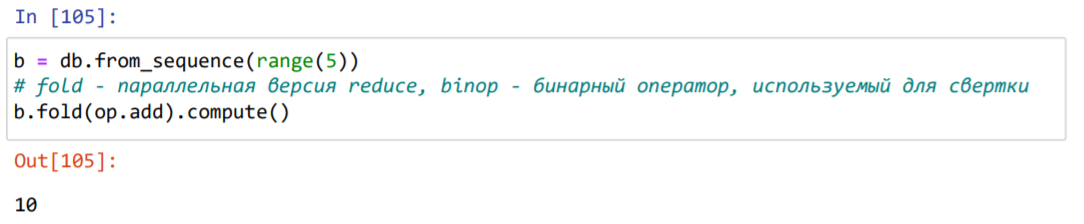 In [105]:
b = db.from_sequence(range(5))
# fold - параллельная версия reduce, binop - бинарный оператор, используемый для свертки
b.fold(op.add).compute()
Out[105]:
10